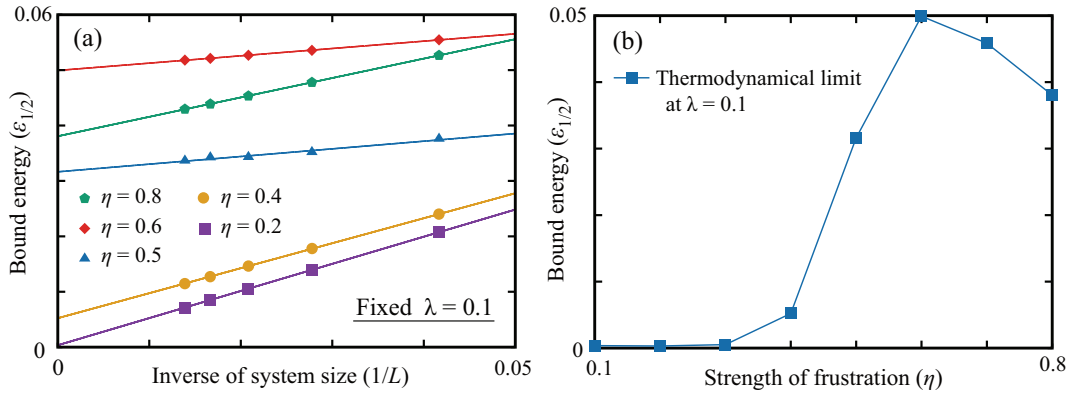 0.06
(a)
Bound energy (ε1/2)
η = 0.8
η = 0.4
η = 0.6
η = 0.2
η = 0.5
Fixed λ = 0.1
0
0
0.05
Inverse of system size (1/L)
0.05
(b)
Thermodynamical limit
at λ = 0.1
Bound energy (ε1/2)
0
0.1
0.8
Strength of frustration (η)